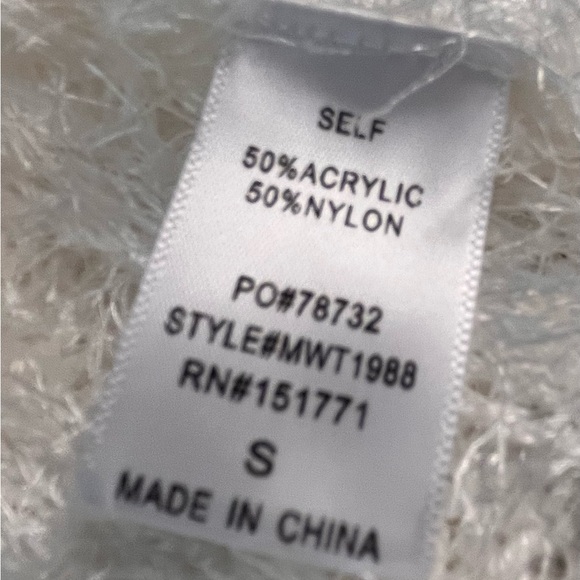 SELF
50%ACRYLIC
50%NYLON
PO#78732
STYLE#MWT1988
RN#151771
S
MADE IN CHINA